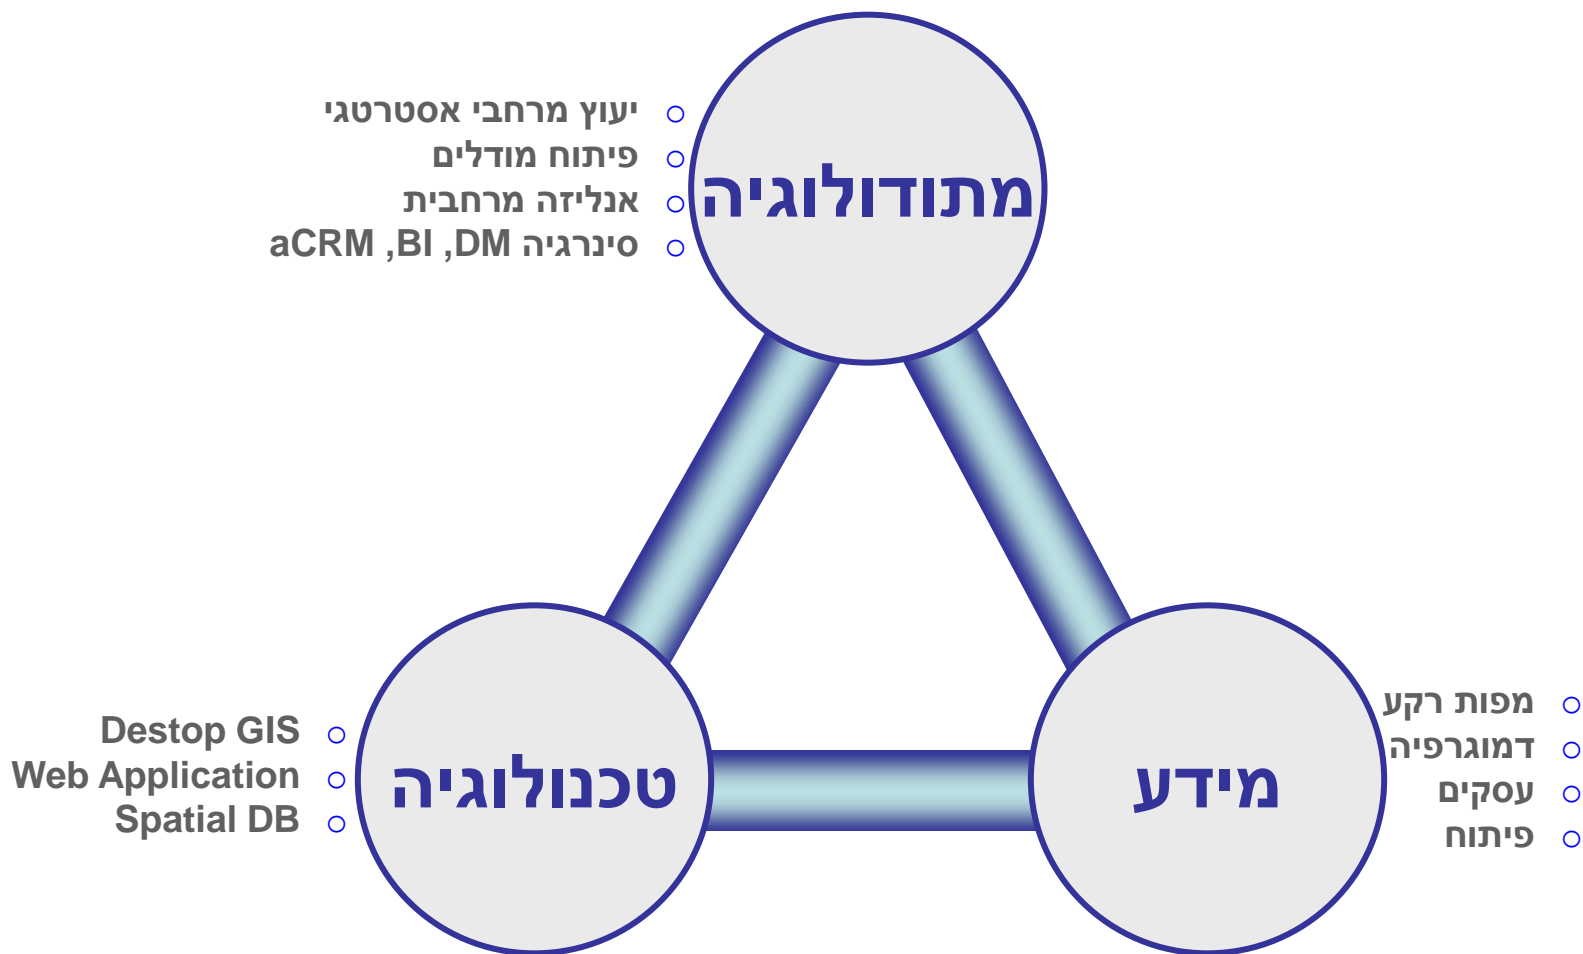 מתודולוגיה
יעוץ מרחבי אסטרטגי
פיתוח מודלים
אנליזה מרחבית
סינרגיה aCRM ,BI ,DM
מידע
מפות רקע
דמוגרפיה
עסקים
פיתוח
טכנולוגיה
Destop GIS
Web Application
Spatial DB